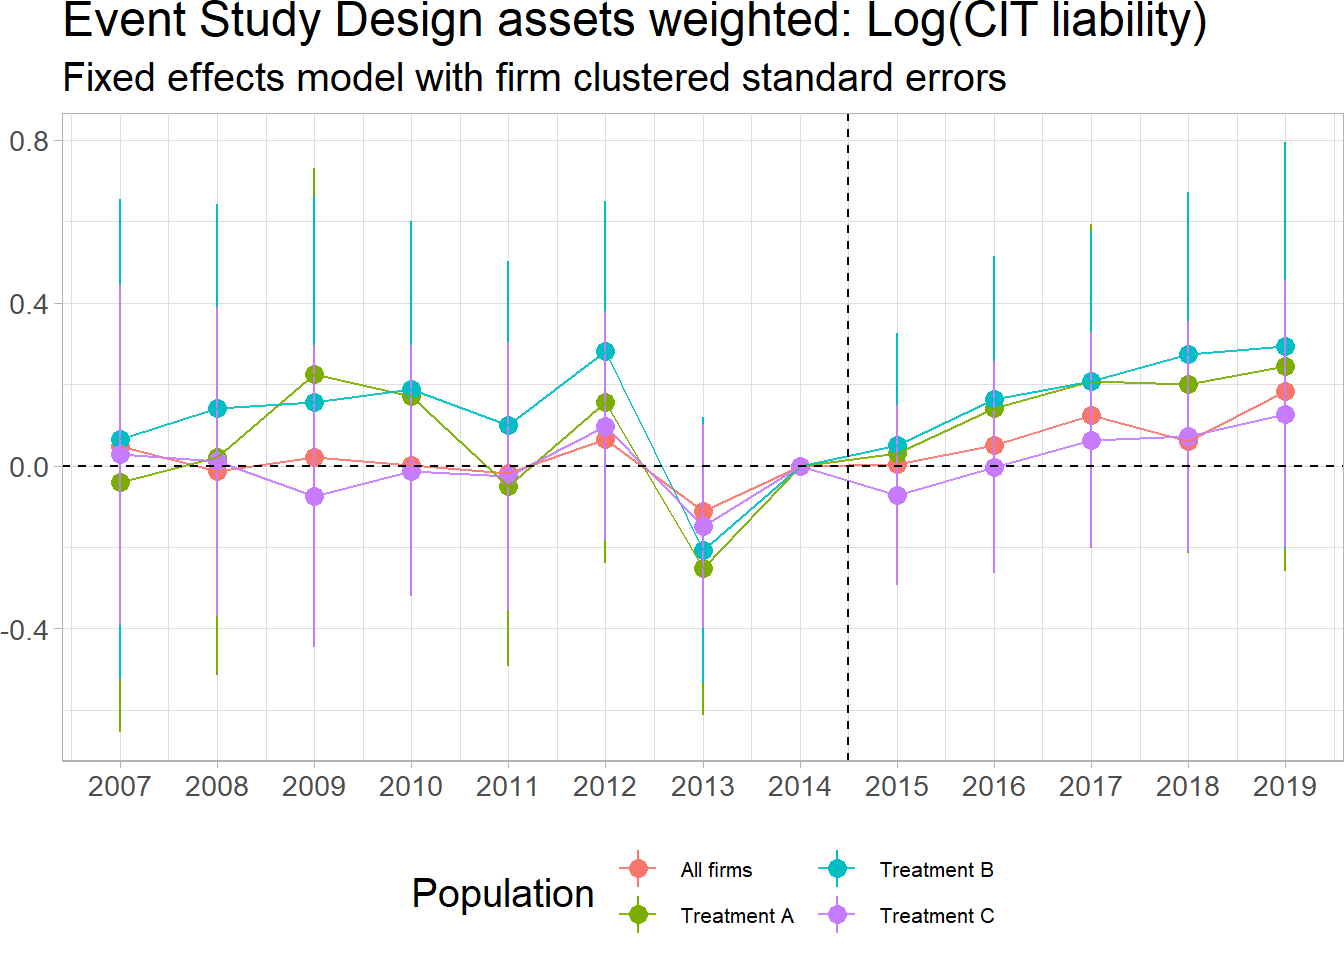 Event Study Design assets weighted: Log(CIT liability)
Fixed effects model with firm clustered standard errors
0.8
0.4
0.0
-0.4
2007 2008 2009 2010 2011 2012 2013 2014 2015 2016 2017 2018 2019
Population
All firms
Treatment A
Treatment B
Treatment C